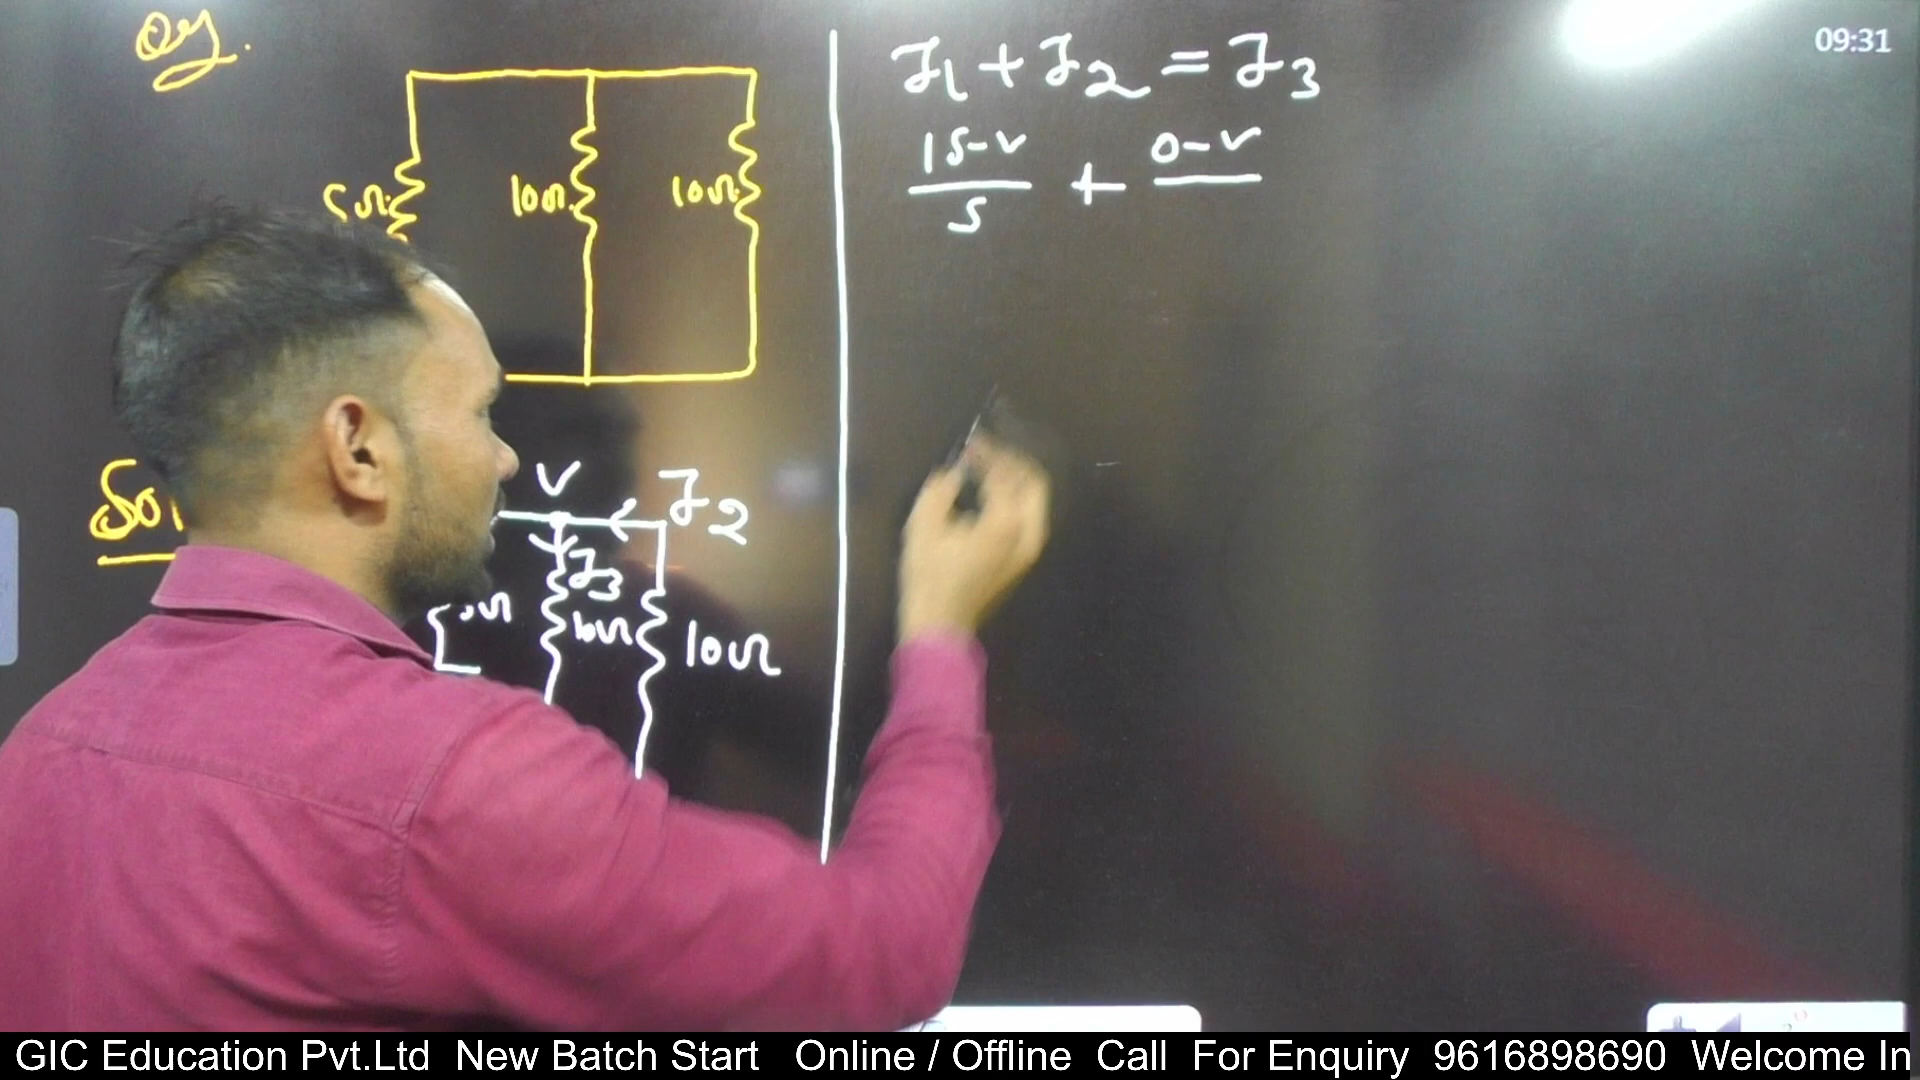 Q1.
5Ω
10Ω
10Ω
Sol
V
I2
I3
10Ω
10Ω
I1 + I2 = I3
15-V / 5 + 0-V
09:31
GIC Education Pvt.Ltd New Batch Start Online / Offline Call For Enquiry 9616898690 Welcome In